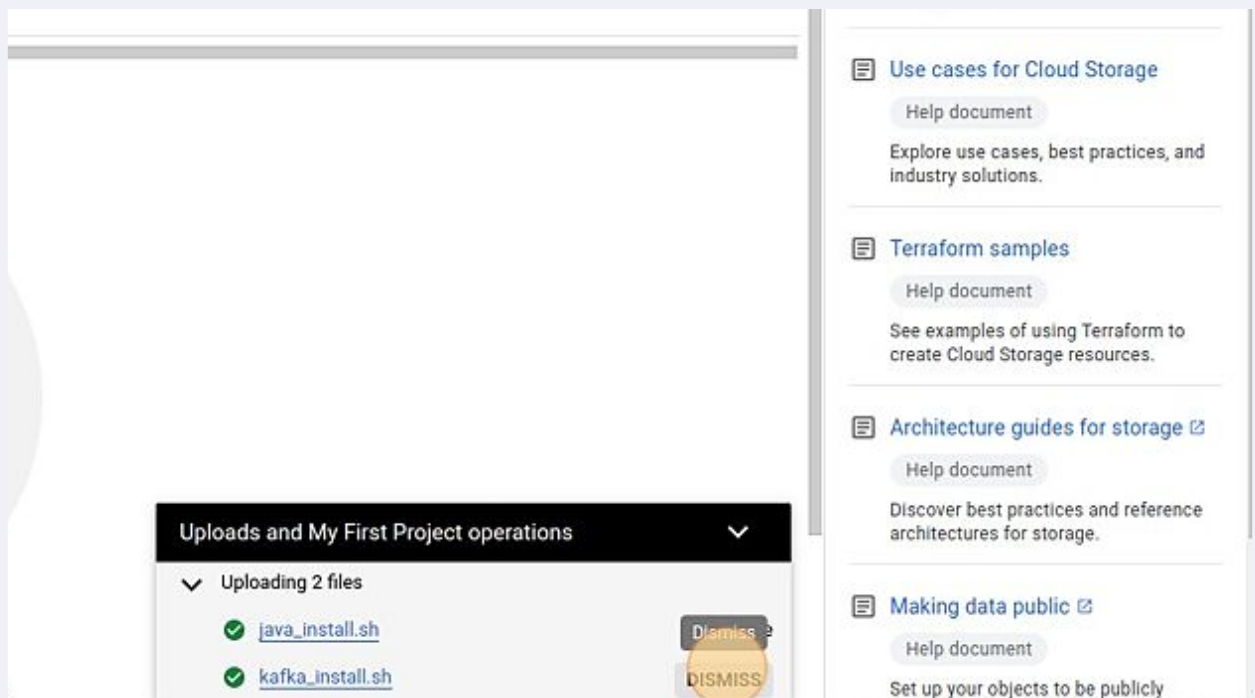 Use cases for Cloud Storage
Help document
Explore use cases, best practices, and
industry solutions.
Terraform samples
Help document
See examples of using Terraform to
create Cloud Storage resources.
Architecture guides for storage
Help document
Discover best practices and reference
architectures for storage.
Making data public
Help document
Set up your objects to be publicly
Uploads and My First Project operations
Uploading 2 files
java_install.sh
Dismiss
kafka_install.sh
DISMISS